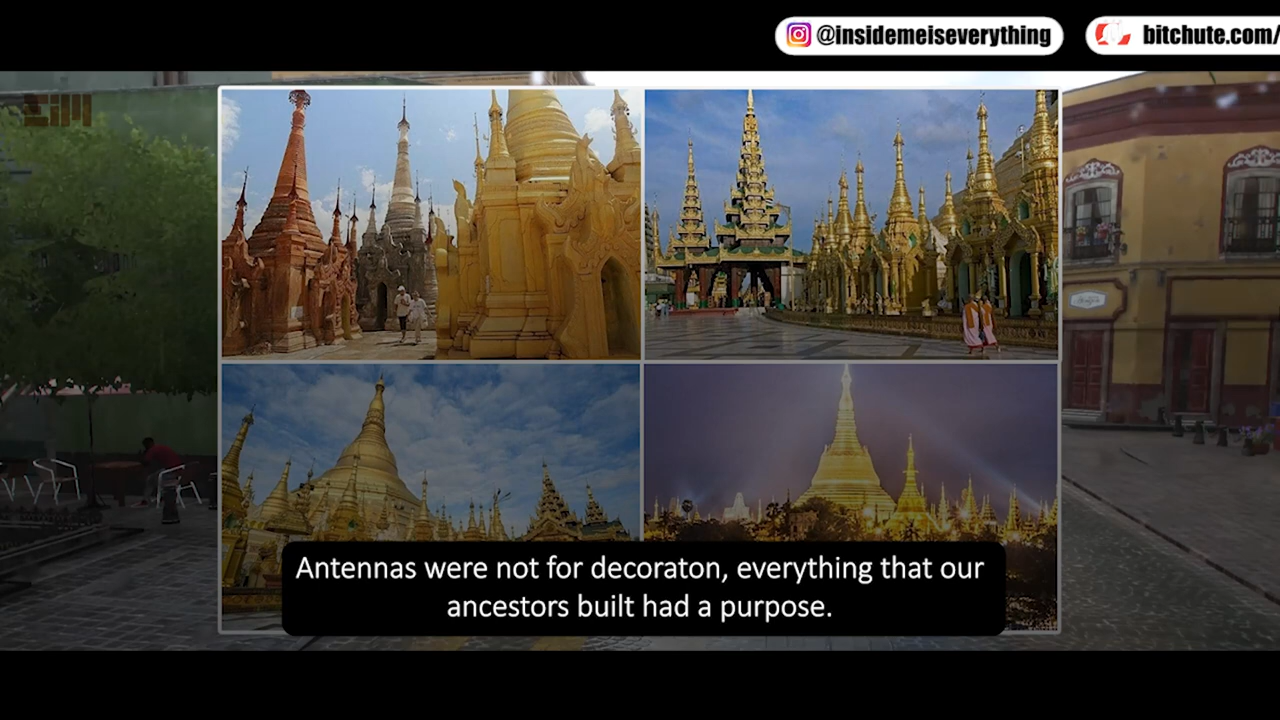 @insidemeiseverything
bitchute.com/
Antennas were not for decoraton, everything that our
ancestors built had a purpose.